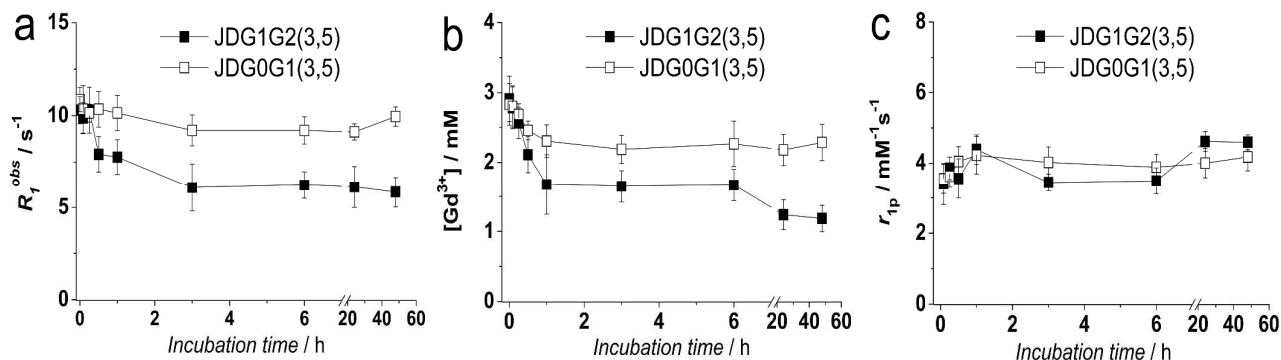 a
JDG1G2(3,5)
JDG0G1(3,5)
15
10
5
0
R₁ᵒᵇˢ / s⁻¹
0 2 4 6 20 40 60
Incubation time / h
b
JDG1G2(3,5)
JDG0G1(3,5)
4
3
2
1
0
[Gd³⁺] / mM
0 2 4 6 20 40 60
Incubation time / h
c
JDG1G2(3,5)
JDG0G1(3,5)
8
6
4
2
0
r₁ₚ / mM⁻¹s⁻¹
0 2 4 6 20 40 60
Incubation time / h